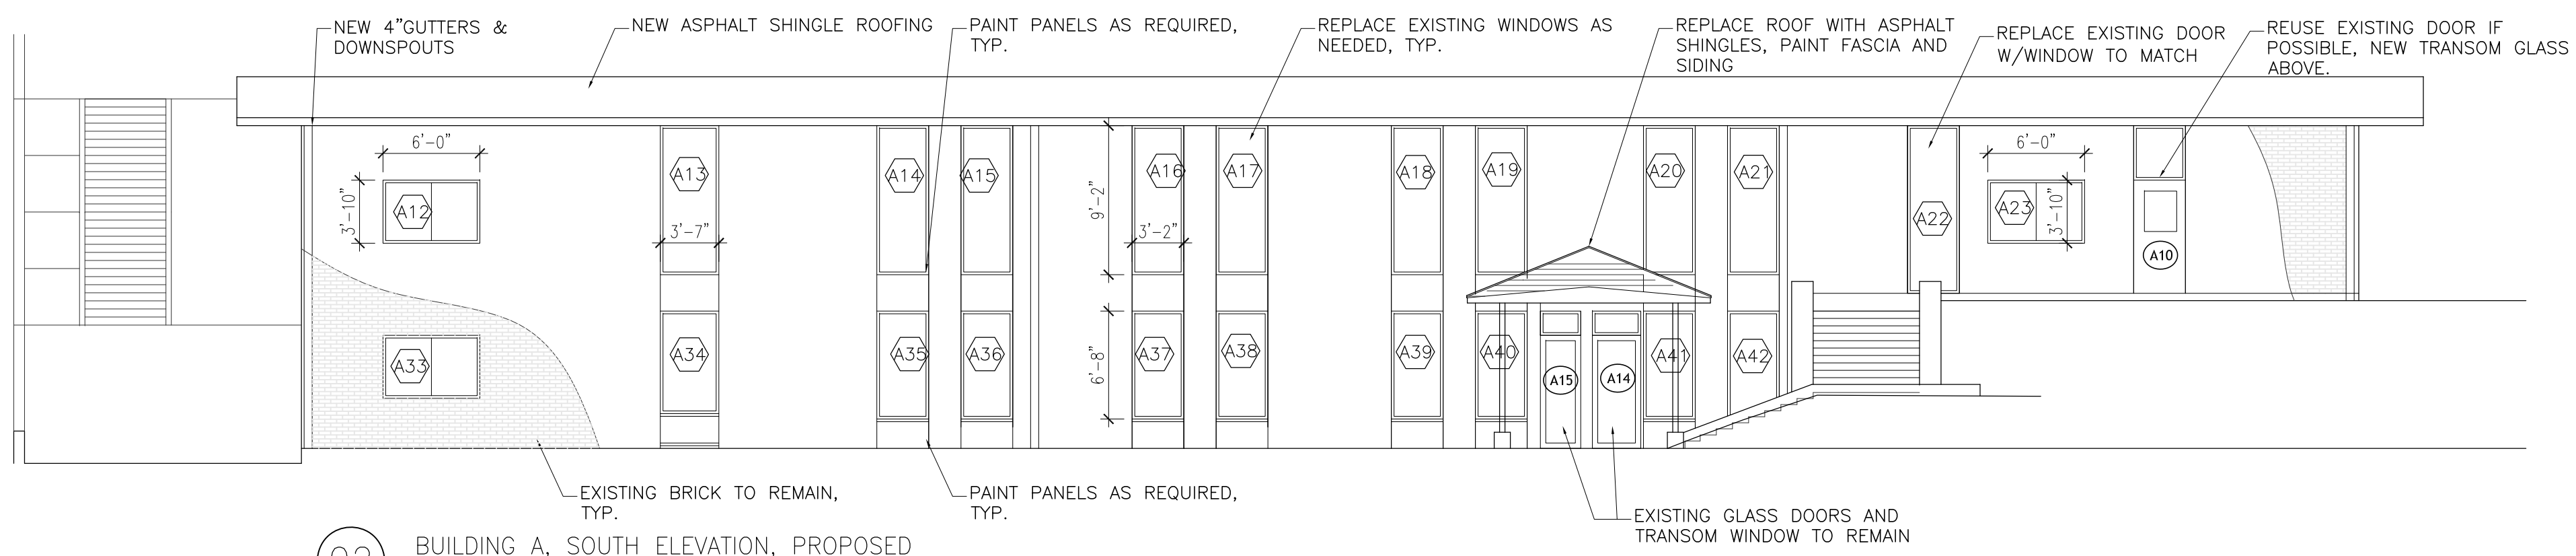 NEW 4"GUTTERS &
DOWNSPOUTS
NEW ASPHALT SHINGLE ROOFING
PAINT PANELS AS REQUIRED,
TYP.
REPLACE EXISTING WINDOWS AS
NEEDED, TYP.
REPLACE ROOF WITH ASPHALT
SHINGLES, PAINT FASCIA AND
SIDING
REPLACE EXISTING DOOR
W/WINDOW TO MATCH
REUSE EXISTING DOOR IF
POSSIBLE, NEW TRANSOM GLASS
ABOVE.
6'-0"
3'-10"
A12
A13
3'-7"
A14
A15
9'-2"
A16
3'-2"
A17
A18
A19
A20
A21
A22
6'-0"
A23
3'-10"
A10
A33
A34
A35
A36
6'-8"
A37
A38
A39
A40
A15
A14
A41
A42
EXISTING BRICK TO REMAIN,
TYP.
PAINT PANELS AS REQUIRED,
TYP.
EXISTING GLASS DOORS AND
TRANSOM WINDOW TO REMAIN
BUILDING A, SOUTH ELEVATION, PROPOSED